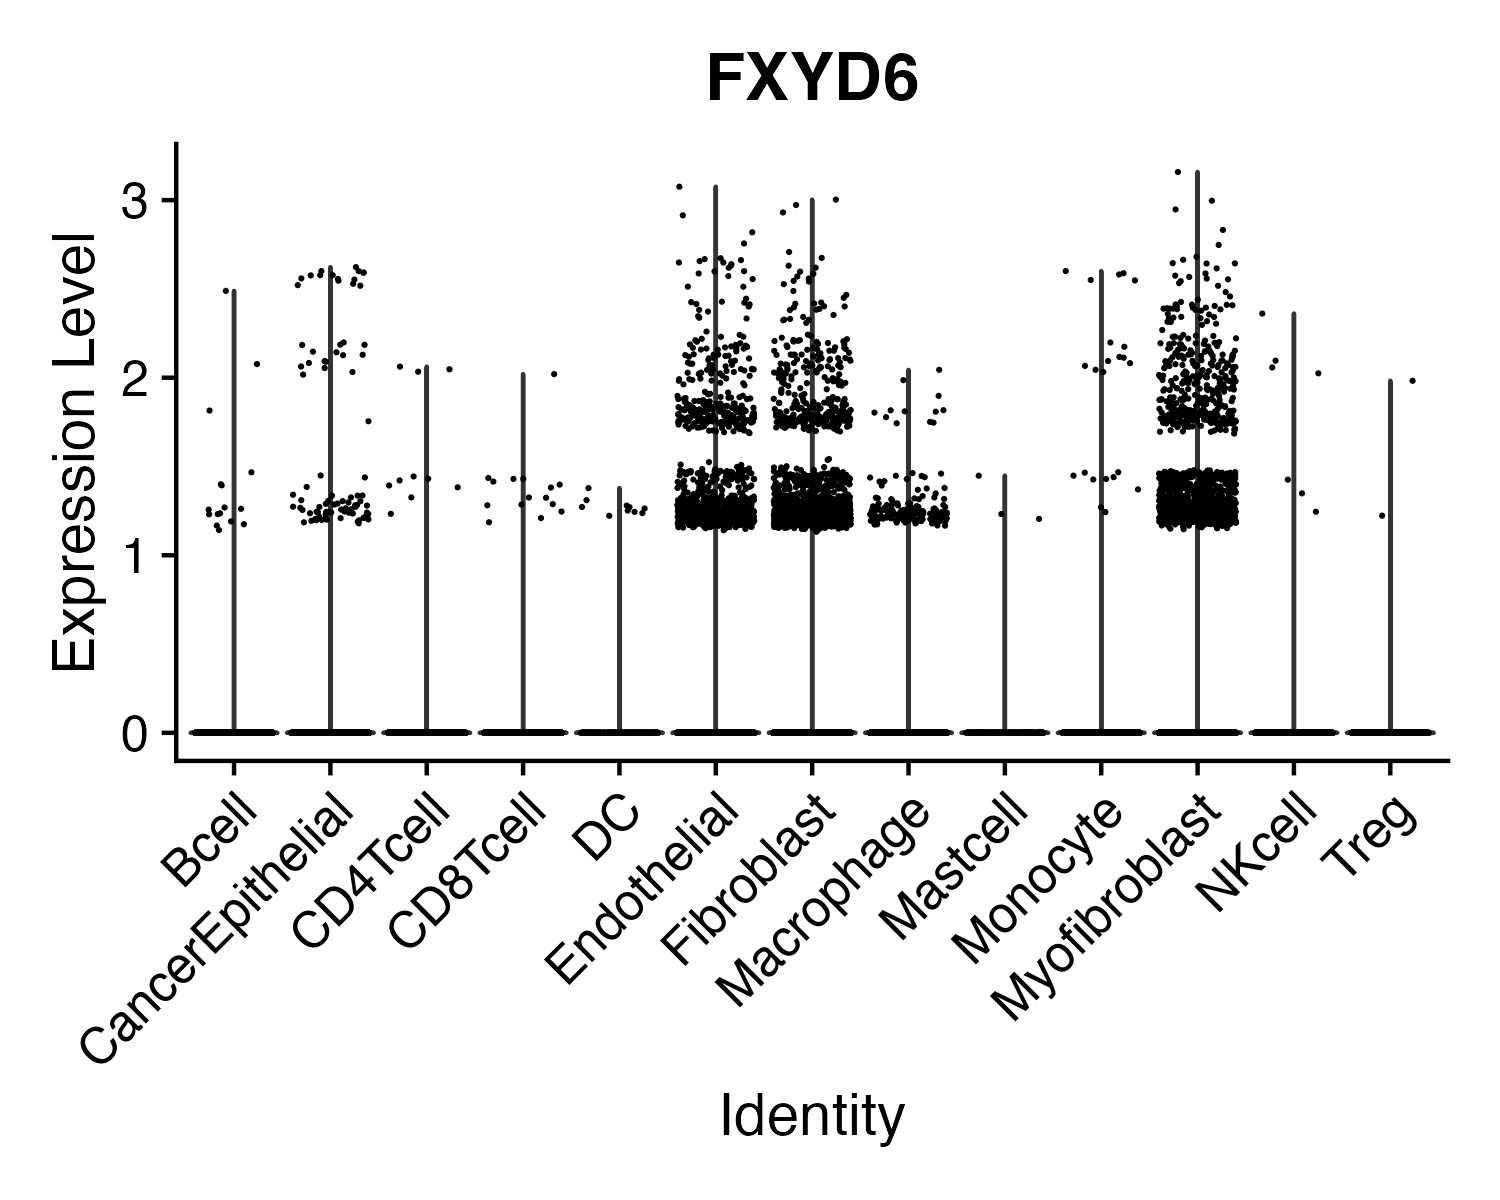 FXYD6
Expression Level
3
2
1
0
Bcell
CancerEpithelial
CD4Tcell
CD8Tcell
DC
Endothelial
Fibroblast
Macrophage
Mastcell
Monocyte
Myofibroblast
NKcell
Treg
Identity